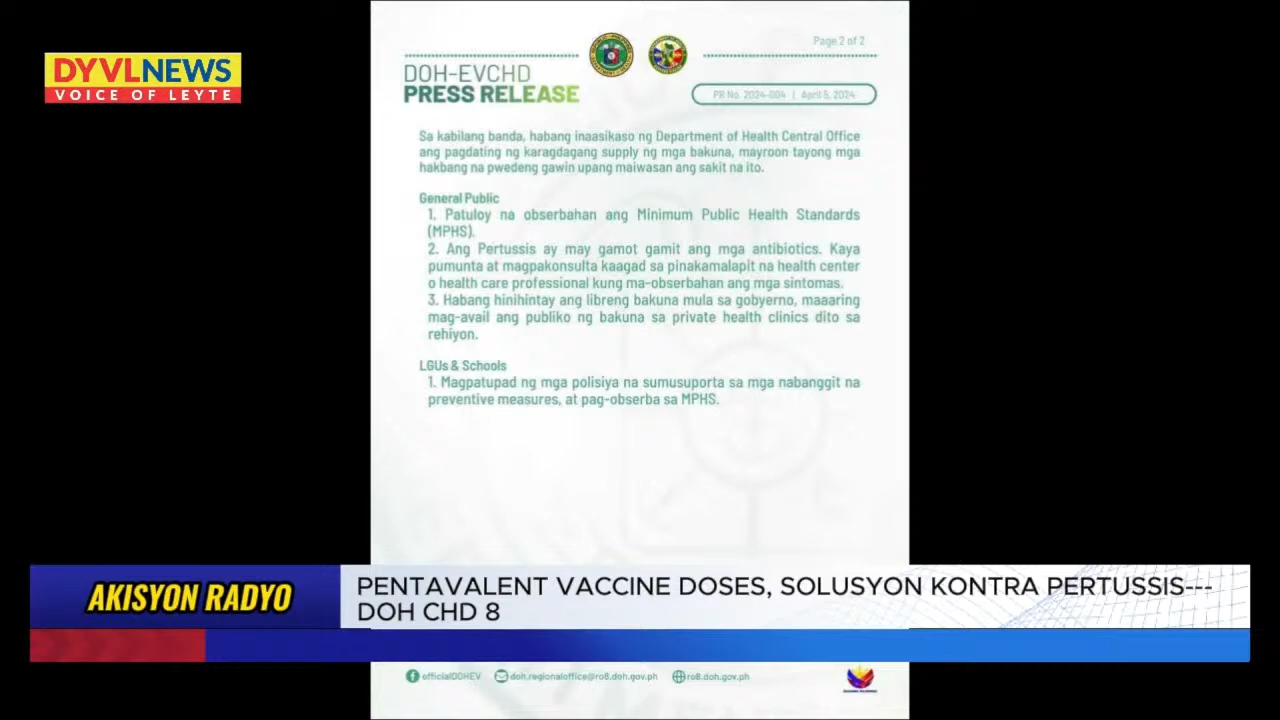 DYVLNEWS
VOICE OF LEYTE
Page 2 of 2
DOH-EVCHD
PRESS RELEASE
PR No. 2024-004 | April 5, 2024
Sa kabilang banda, habang inaasikaso ng Department of Health Central Office
ang pagdating ng karagdagang supply ng mga bakuna, mayroon tayong mga
hakbang na pwedeng gawin upang maiwasan ang sakit na ito.
General Public
1. Patuloy na obserbahan ang Minimum Public Health Standards
(MPHS).
2. Ang Pertussis ay may gamot gamit ang mga antibiotics. Kaya
pumunta at magpakonsulta kaagad sa pinakamalapit na health center
o health care professional kung ma-obserbahan ang mga sintomas.
3. Habang hinihintay ang libreng bakuna mula sa gobyerno, maaaring
mag-avail ang publiko ng bakuna sa private health clinics dito sa
rehiyon.
LGUs & Schools
1. Magpatupad ng mga polisiya na sumusuporta sa mga nabanggit na
preventive measures, at pag-obserba sa MPHS.
AKISYON RADYO
PENTAVALENT VACCINE DOSES, SOLUSYON KONTRA PERTUSSIS---
DOH CHD 8
officialDOHEV doh.regionaloffice@ro8.doh.gov.ph ro8.doh.gov.ph